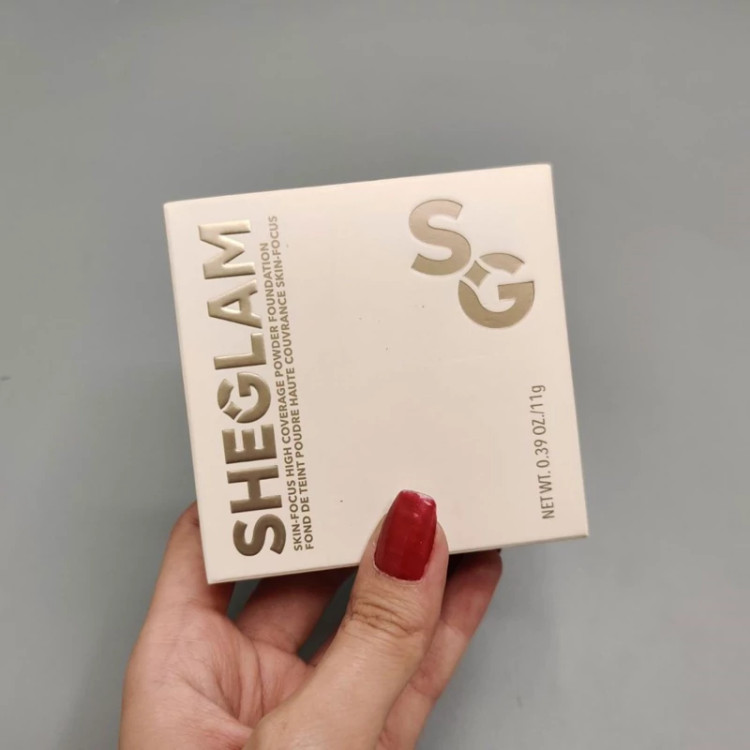 SHEGLAM
SKIN-FOCUS HIGH COVERAGE POWDER FOUNDATION
FOND DE TEINT POUDRE HAUTE COUVRANCE SKIN-FOCUS
SG
NET WT. 0.39 OZ./11g